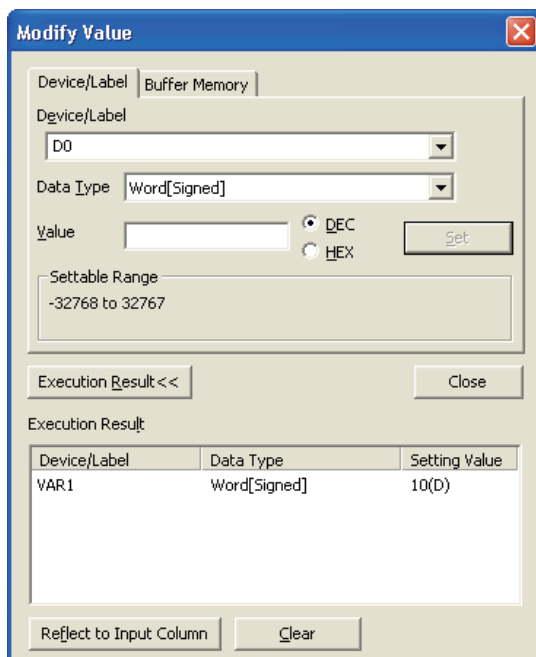 Modify Value
Device/Label Buffer Memory
Device/Label
D0
Data Type Word[Signed]
Value DEC Set
HEX
Settable Range
-32768 to 32767
Execution Result<< Close
Execution Result
Device/Label Data Type Setting Value
VAR1 Word[Signed] 10(D)
Reflect to Input Column Clear